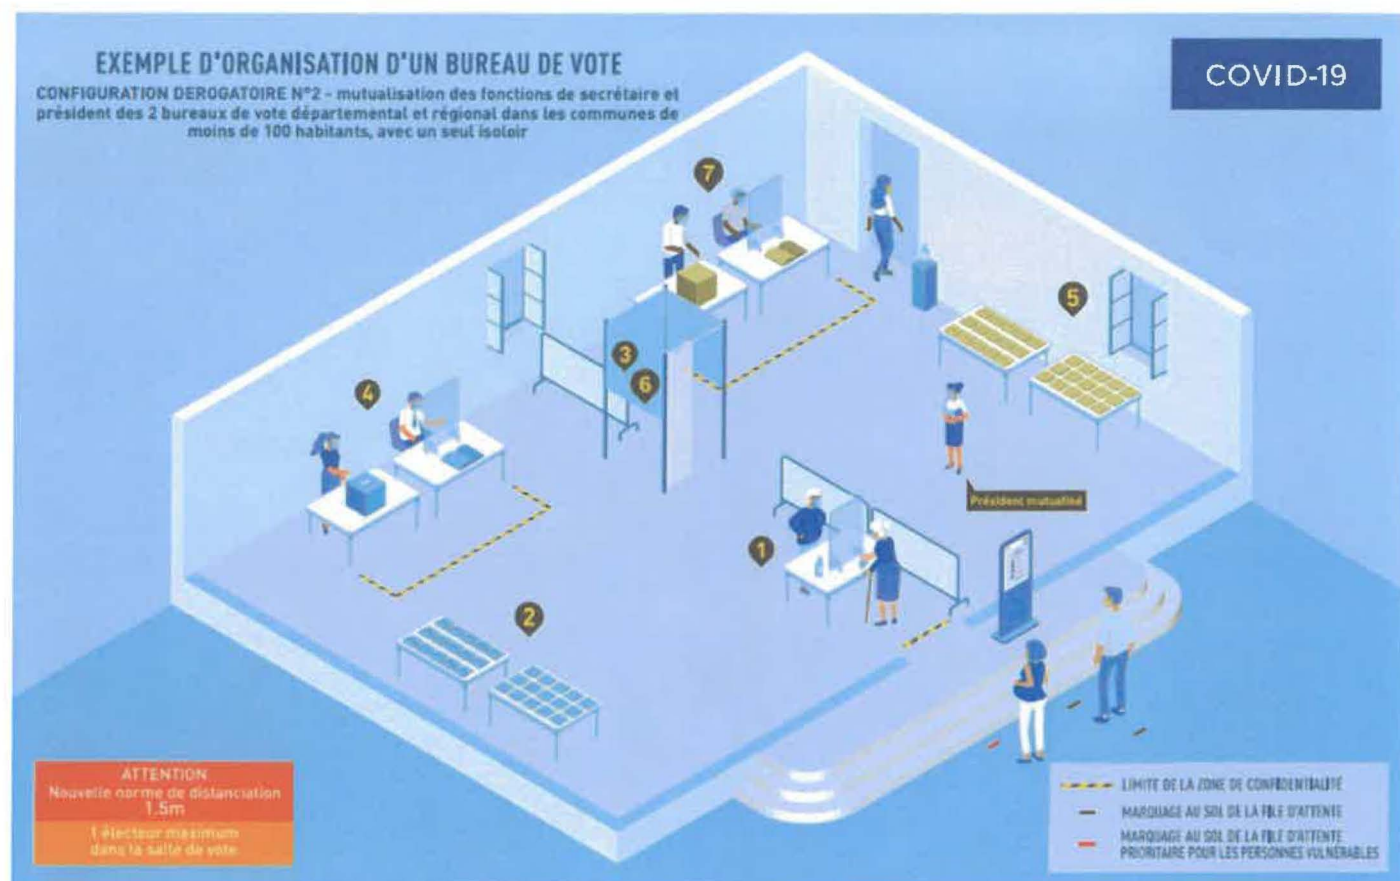 EXEMPLE D'ORGANISATION D'UN BUREAU DE VOTE
CONFIGURATION DEROGATOIRE N°2 - mutualisation des fonctions de secrétaire et
président des 2 bureaux de vote départemental et régional dans les communes de
moins de 100 habitants, avec un seul isoloir
COVID-19
7
5
3
6
4
Président mutualisé
1
2
ATTENTION
Nouvelle norme de distanciation
1.5m
1 électeur maximum
dans la salle de vote
LIMITE DE LA ZONE DE CONFIDENTIALITÉ
MARQUAGE AU SOL DE LA FILE D'ATTENTE
MARQUAGE AU SOL DE LA FILE D'ATTENTE
PRIORITAIRE POUR LES PERSONNES VULNÉRABLES